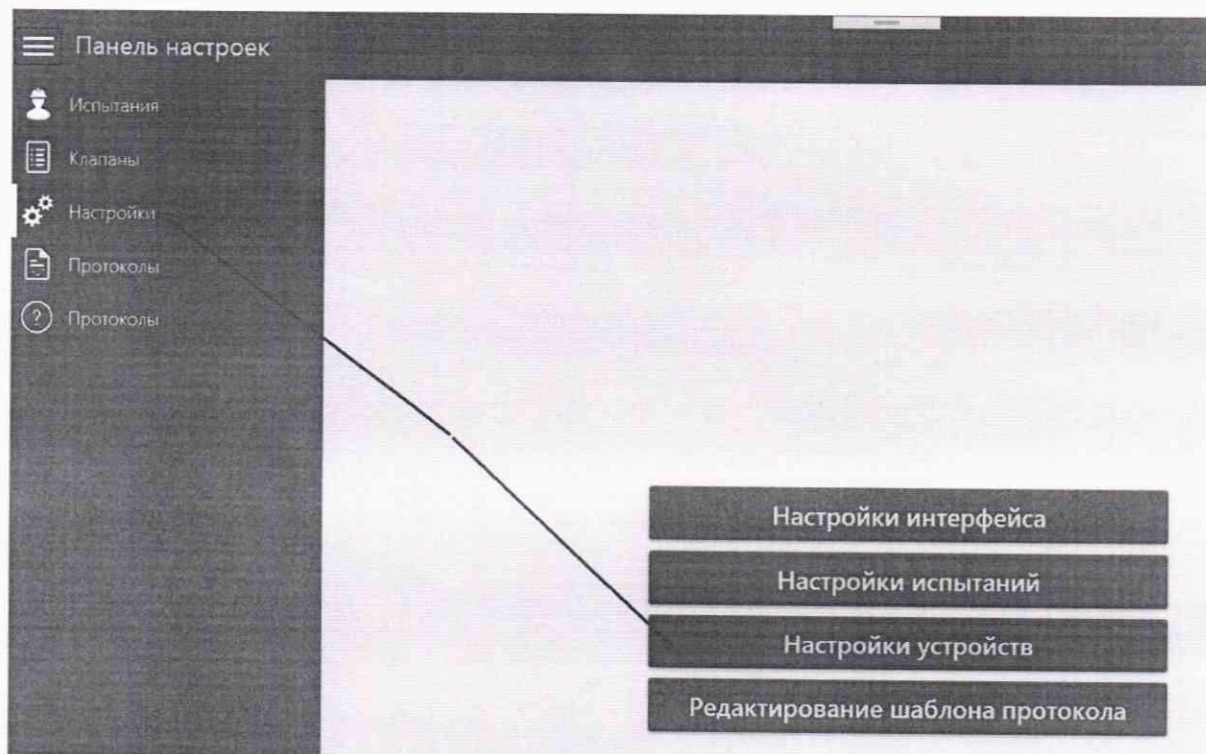 Панель настроек
Испытания
Клапаны
Настройки
Протоколы
? Протоколы
Настройки интерфейса
Настройки испытаний
Настройки устройств
Редактирование шаблона протокола